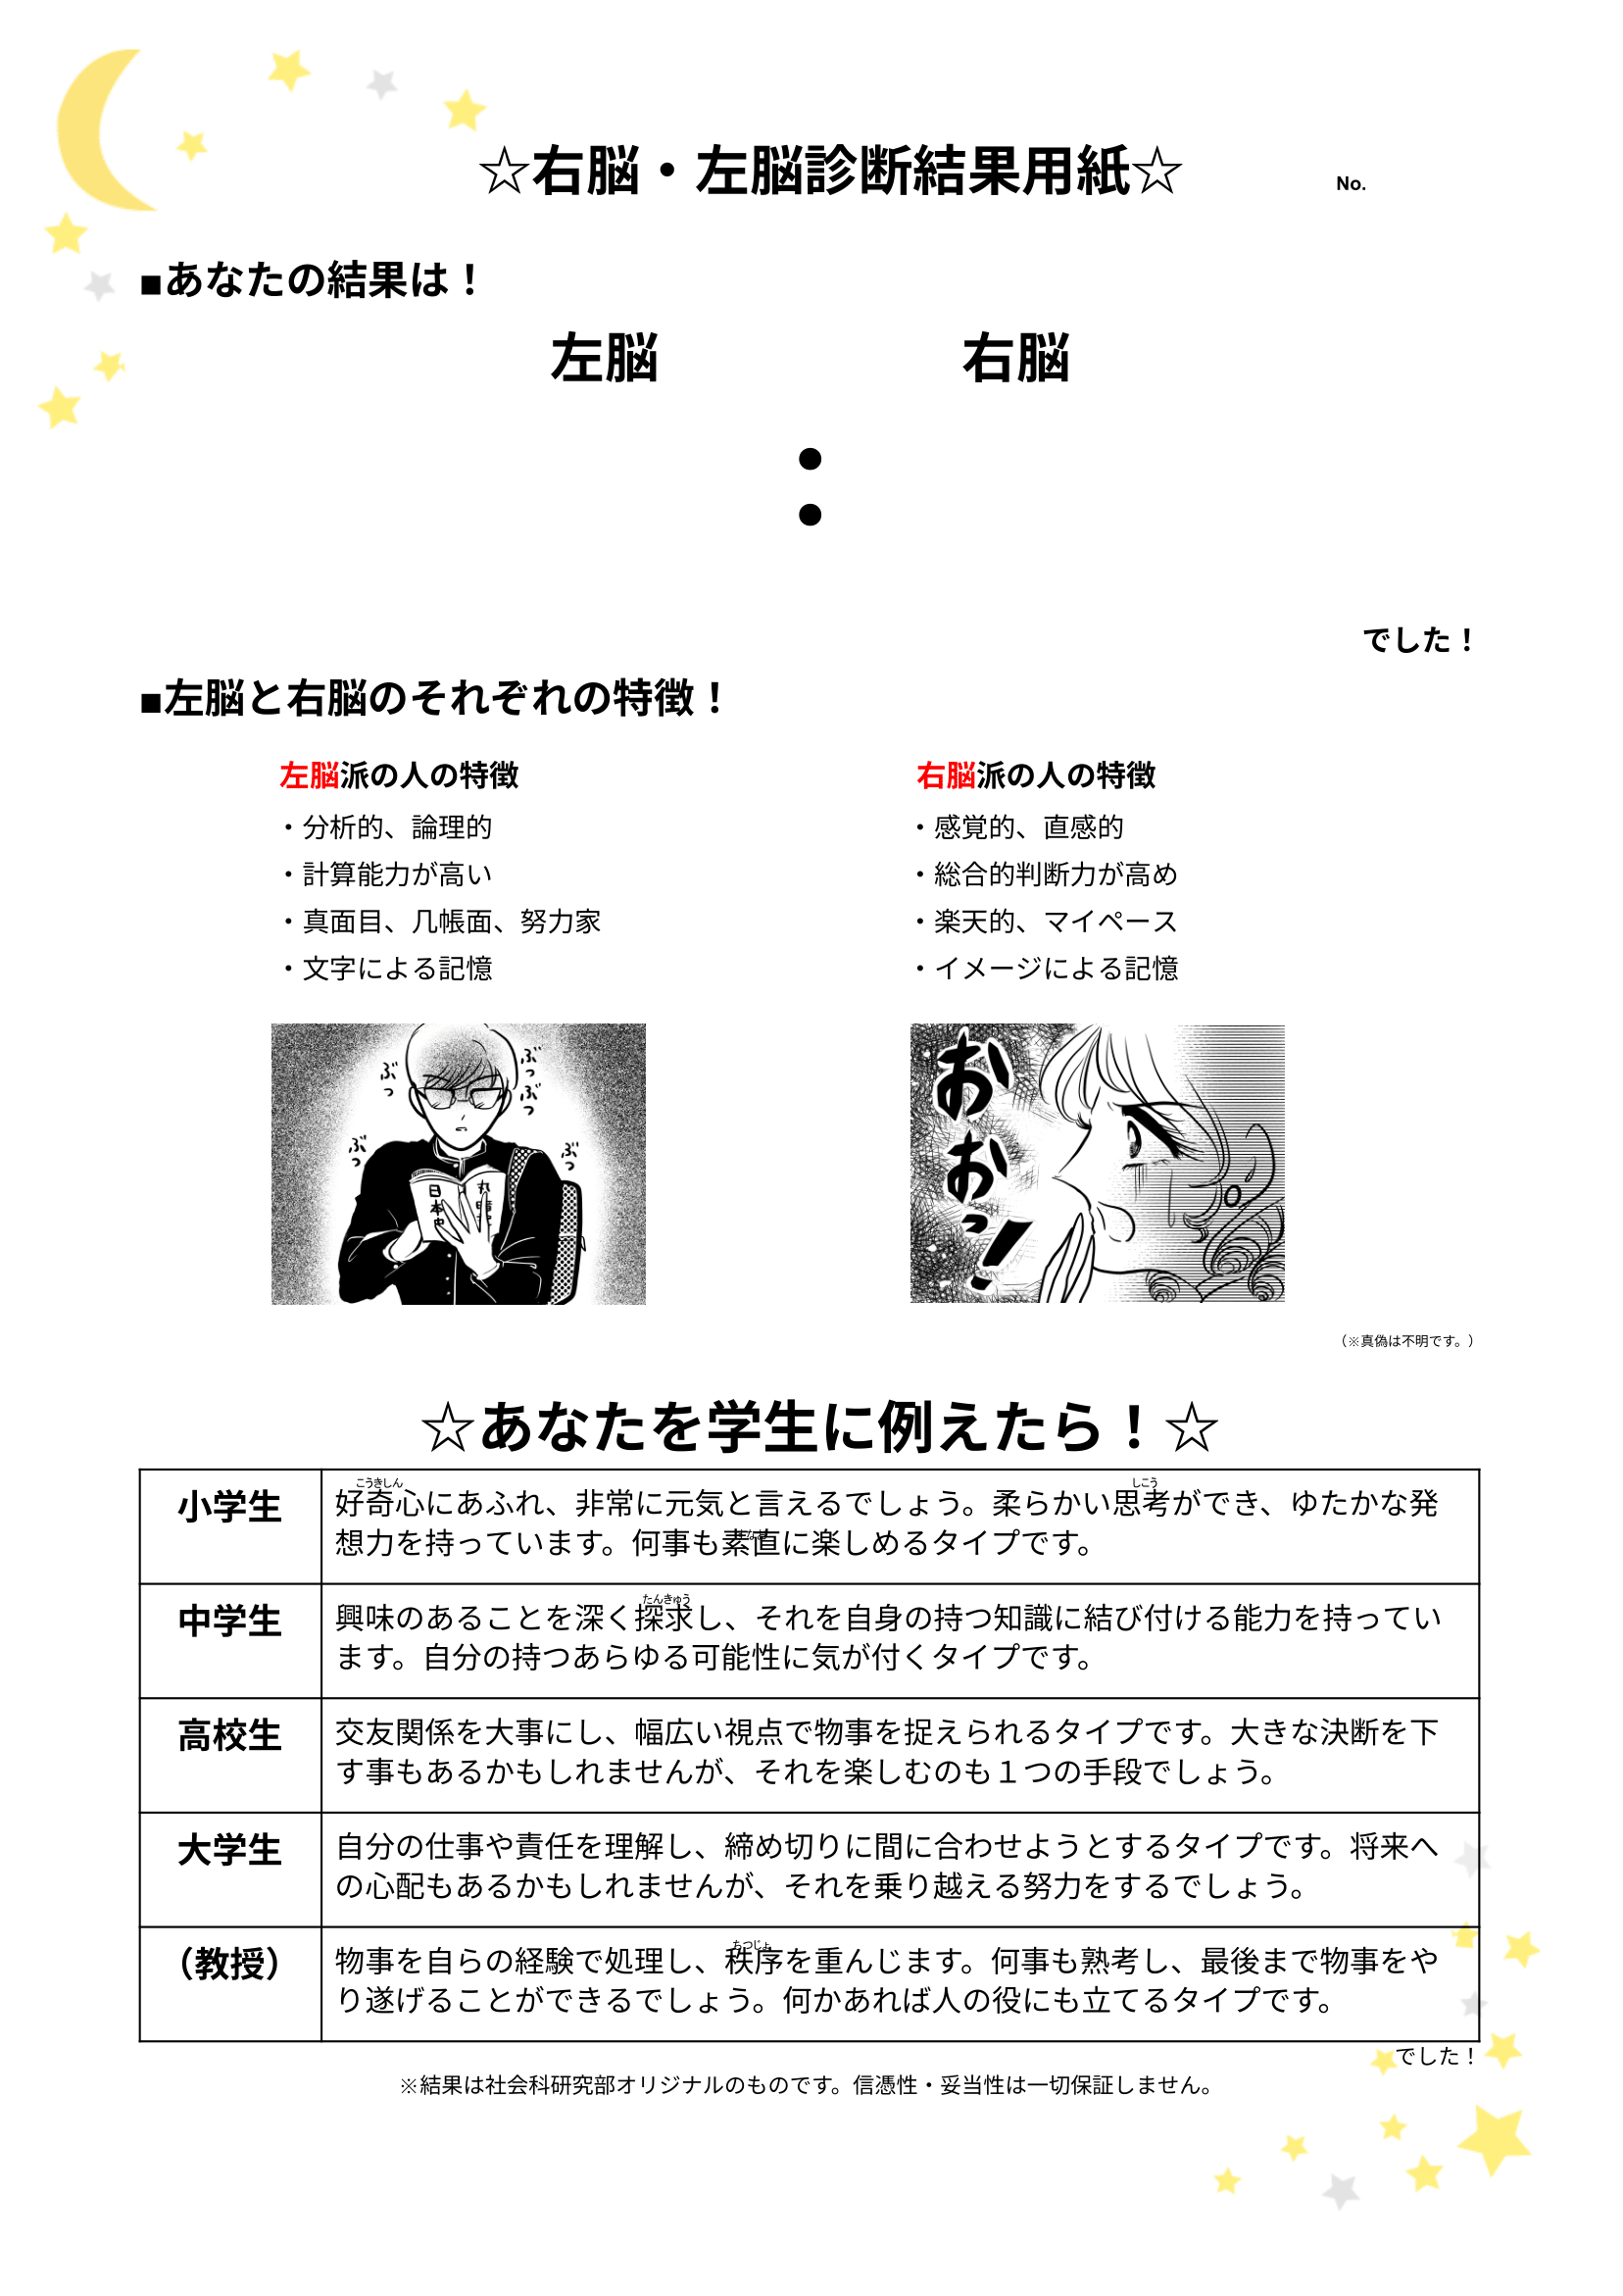 ☆右脳・左脳診断結果用紙☆
No.
■あなたの結果は！
左脳 右脳
：
でした！
■左脳と右脳のそれぞれの特徴！
左脳派の人の特徴
・分析的、論理的
・計算能力が高い
・真面目、几帳面、努力家
・文字による記憶
右脳派の人の特徴
・感覚的、直感的
・総合的判断力が高め
・楽天的、マイペース
・イメージによる記憶
ぶっ
ぶっぶっ
ぶっ
ぶっ
日本史
おおっ！
（※真偽は不明です。）
☆あなたを学生に例えたら！☆
小学生
こうきしん しこう
好奇心にあふれ、非常に元気と言えるでしょう。柔らかい思考ができ、ゆたかな発
想力を持っています。何事も素直に楽しめるタイプです。
中学生
たんきゅう
興味のあることを深く探求し、それを自身の持つ知識に結び付ける能力を持ってい
ます。自分の持つあらゆる可能性に気が付くタイプです。
高校生
交友関係を大事にし、幅広い視点で物事を捉えられるタイプです。大きな決断を下
す事もあるかもしれませんが、それを楽しむのも１つの手段でしょう。
大学生
自分の仕事や責任を理解し、締め切りに間に合わせようとするタイプです。将来へ
の心配もあるかもしれませんが、それを乗り越える努力をするでしょう。
（教授）
ちつじょ
物事を自らの経験で処理し、秩序を重んじます。何事も熟考し、最後まで物事をや
り遂げることができるでしょう。何かあれば人の役にも立てるタイプです。
でした！
※結果は社会科研究部オリジナルのものです。信憑性・妥当性は一切保証しません。